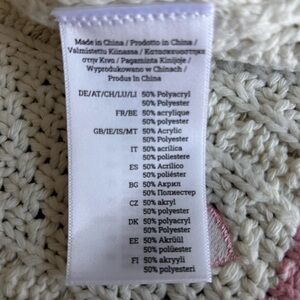 Made in China / Prodotto in China /
Valmistettu Kiinassa / Κατασκευάστηκε
στην Κινα / Pagaminta Kinijoje /
Wyprodukowano w Chinach /
Produs în China
DE/AT/CH/LU/LI 50% Polyacryl
50% Polyester
FR/BE 50% acrylique
50% polyester
GB/IE/IS/MT 50% Acrylic
50% Polyester
IT 50% acrilica
50% poliestere
ES 50% Acrílico
50% poliéster
BG 50% Акрил
50% Полиестер
CZ 50% akryl
50% polyester
DK 50% polyacryl
50% polyester
EE 50% Akrüül
50% polüester
FI 50% akryyli
50% polyesteri